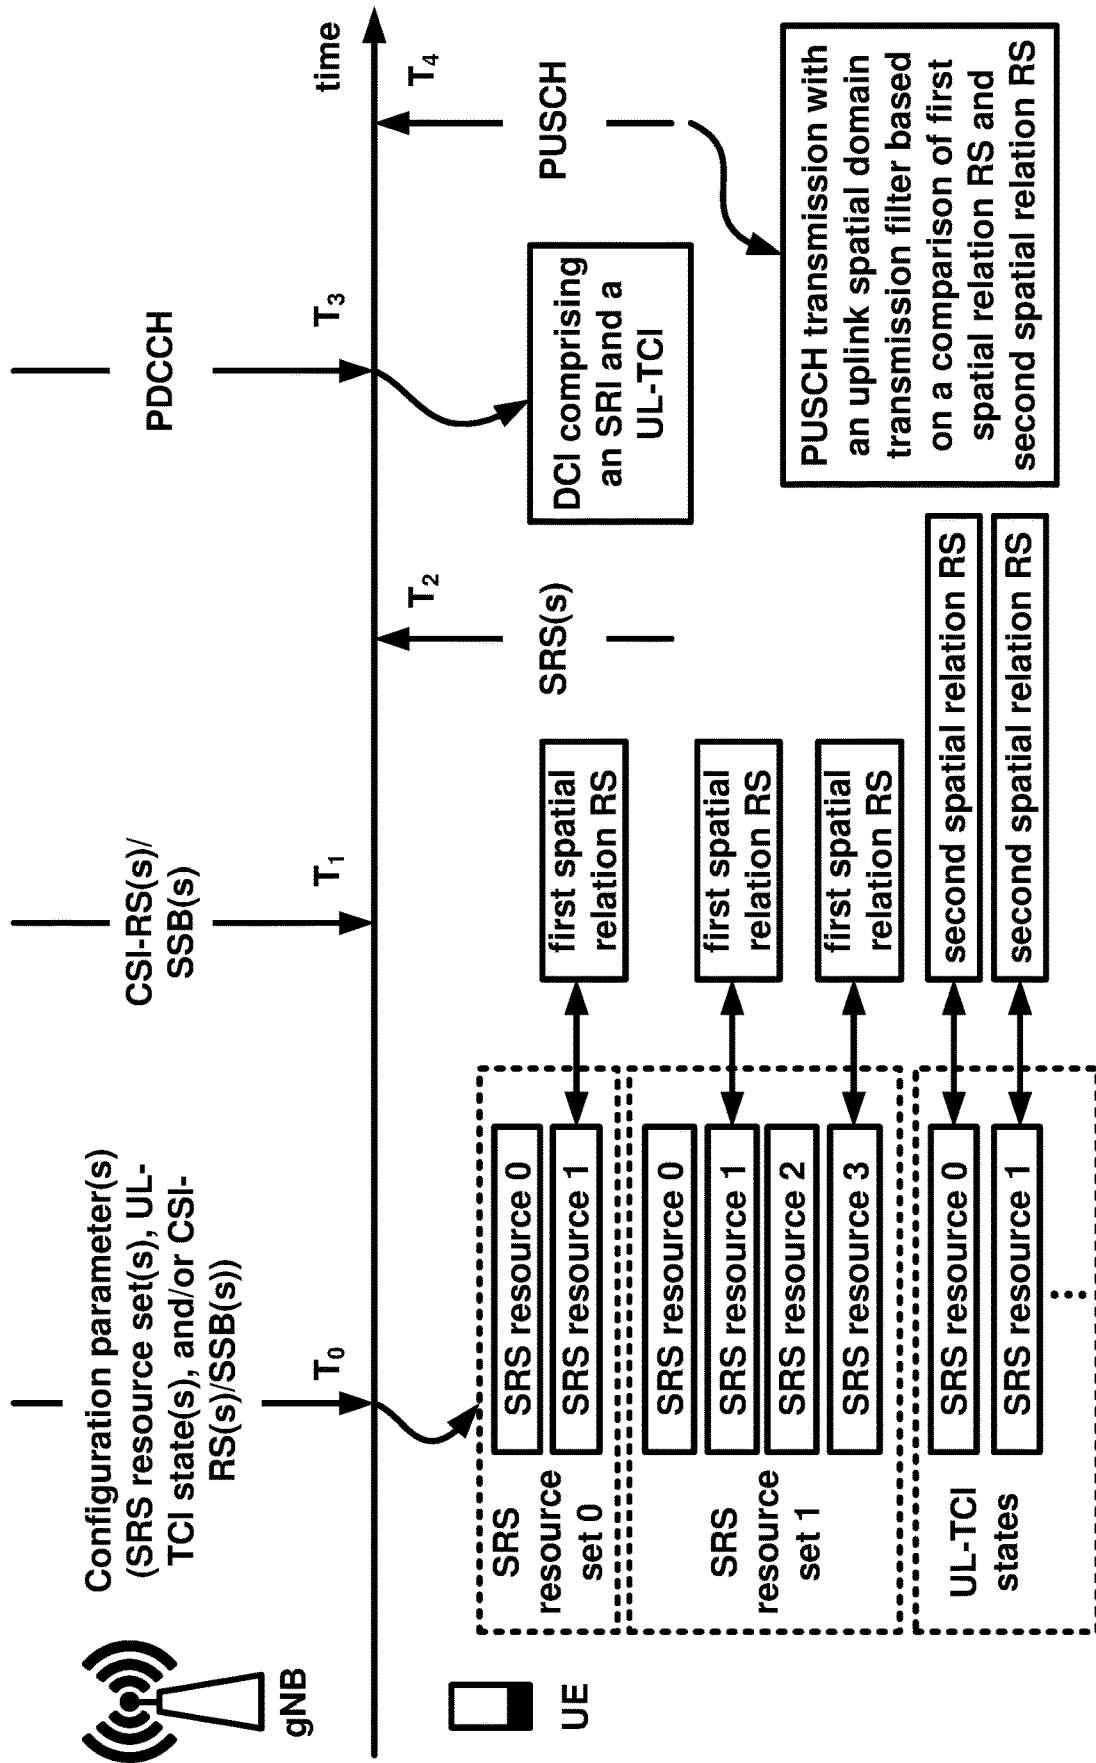 Configuration parameter(s)
(SRS resource set(s), UL-
TCI state(s), and/or CSI-
RS(s)/SSB(s))
CSI-RS(s)/
SSB(s)
PDCCH
gNB
T0
T1
T3
time
UE
T2
T4
SRS(s)
PUSCH
DCI comprising
an SRI and a
UL-TCI
SRS
resource
set 0
SRS resource 0
SRS resource 1
first spatial
relation RS
SRS
resource
set 1
SRS resource 0
SRS resource 1
SRS resource 2
SRS resource 3
first spatial
relation RS
first spatial
relation RS
UL-TCI
states
SRS resource 0
SRS resource 1
second spatial relation RS
second spatial relation RS
PUSCH transmission with
an uplink spatial domain
transmission filter based
on a comparison of first
spatial relation RS and
second spatial relation RS